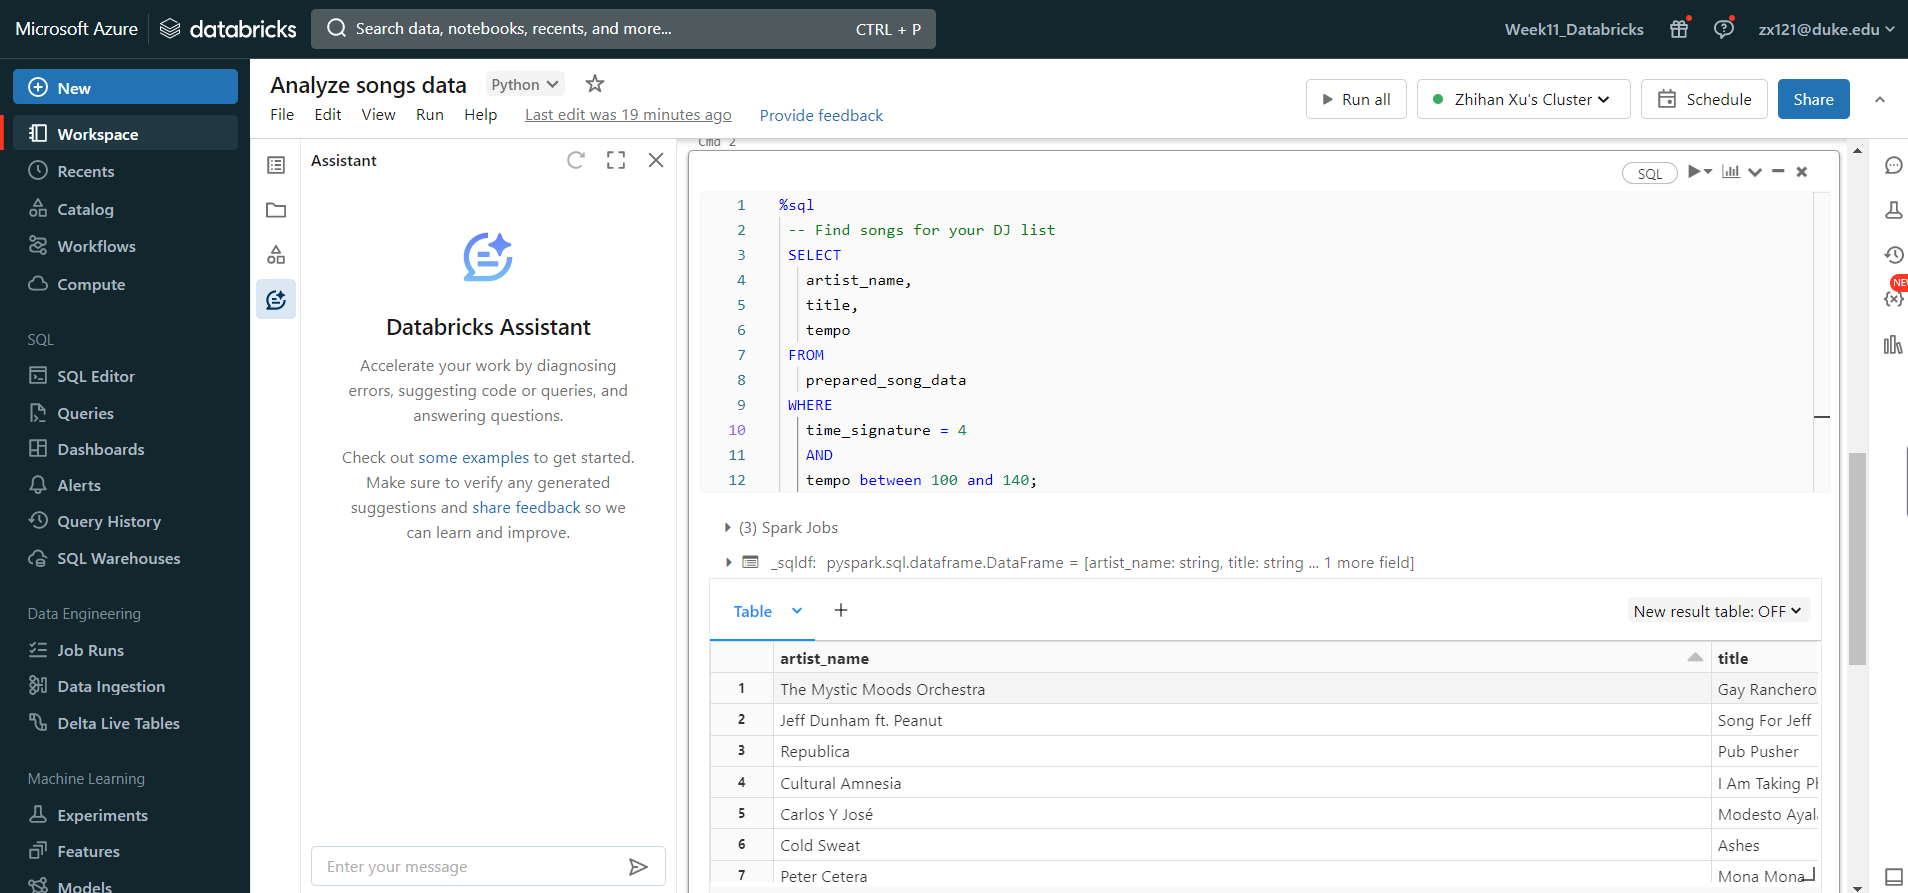 Microsoft Azure
databricks
Search data, notebooks, recents, and more...
CTRL + P
Week11_Databricks
zx121@duke.edu
New
Workspace
Recents
Catalog
Workflows
Compute
SQL
SQL Editor
Queries
Dashboards
Alerts
Query History
SQL Warehouses
Data Engineering
Job Runs
Data Ingestion
Delta Live Tables
Machine Learning
Experiments
Features
Models
Analyze songs data
Python
File Edit View Run Help Last edit was 19 minutes ago Provide feedback
Run all
Zhihan Xu's Cluster
Schedule
Share
Assistant
Databricks Assistant
Accelerate your work by diagnosing
errors, suggesting code or queries, and
answering questions.
Check out some examples to get started.
Make sure to verify any generated
suggestions and share feedback so we
can learn and improve.
Enter your message
Cmd 2
SQL
1 %sql
2 -- Find songs for your DJ list
3 SELECT
4 artist_name,
5 title,
6 tempo
7 FROM
8 prepared_song_data
9 WHERE
10 time_signature = 4
11 AND
12 tempo between 100 and 140;
(3) Spark Jobs
_sqldf: pyspark.sql.dataframe.DataFrame = [artist_name: string, title: string ... 1 more field]
Table
+
New result table: OFF
artist_name title
1 The Mystic Moods Orchestra Gay Ranchero
2 Jeff Dunham ft. Peanut Song For Jeff
3 Republica Pub Pusher
4 Cultural Amnesia I Am Taking
5 Carlos Y José Modesto
6 Cold Sweat Ashes
7 Peter Cetera Mona Mona